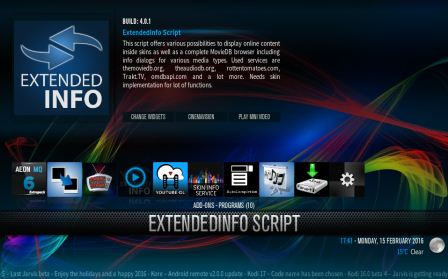 BUILD: 4.0.1
ExtendedInfo Script
This script offers various possibilities to display online content
inside skins as well as a complete MovieDB browser including
info dialogs for various media types. Used services are
themoviedb.org, theaudiodb.org, rottentomatoes.com,
Trakt.TV, omdbapi.com and a lot more. Needs skin
implementation for lot of functions.
EXTENDED
INFO
CHANGE WIDGETS
CINEMAVISION
PLAY MINI VIDEO
AEON MQ
6
INFO
YOUTUBE-DL
SKIN INFO
SERVICE
AutoCompletion
ADD-ONS - PROGRAMS (10)
EXTENDEDINFO SCRIPT
17:41 - MONDAY, 15 FEBRUARY 2016
15°C Clear
5 - Last Jarvis beta - Enjoy the holidays and a happy 2016 - Kore - Android remote v2.0.0 update - Kodi 17 - Code name has been chosen - Kodi 16.0 beta 4 - Jarvis is getting